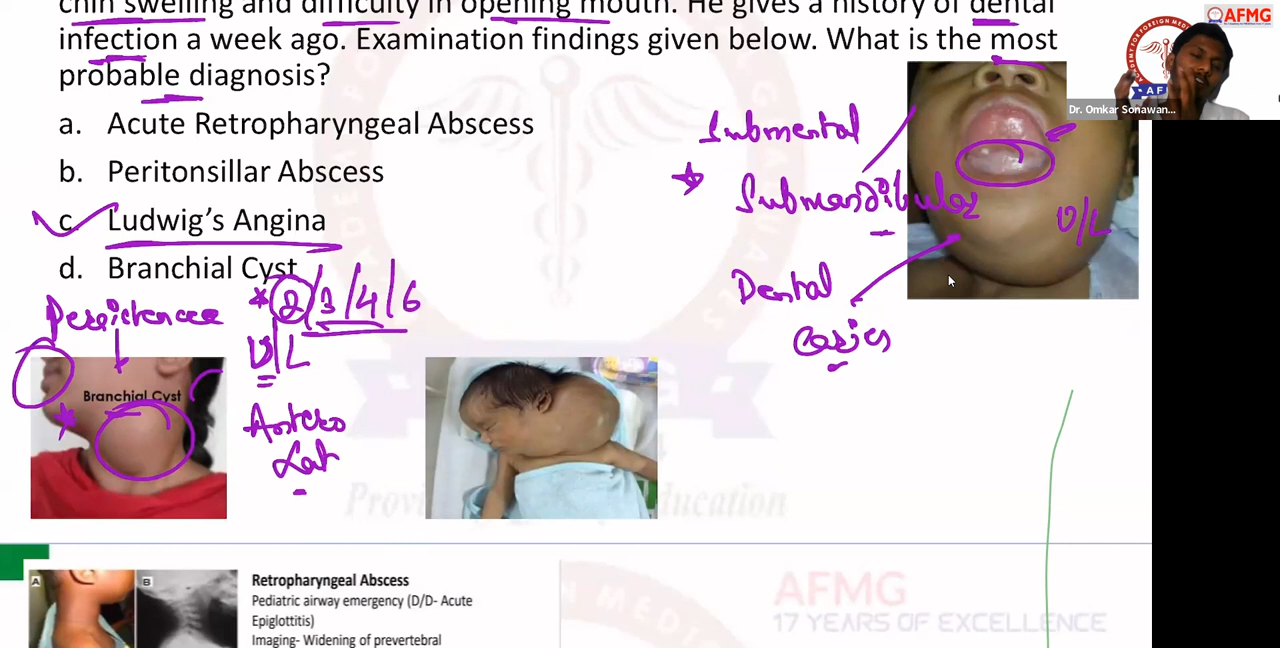 chin swelling and difficulty in opening mouth. He gives a history of dental
infection a week ago. Examination findings given below. What is the most
probable diagnosis?
a. Acute Retropharyngeal Abscess
b. Peritonsillar Abscess
c. Ludwig's Angina
d. Branchial Cyst
AFMG
Dr. Omkar Sonawan...
Submental
Submandibular
U/L
Dental
Caries
2/3/4/6
U/L
Antero
Lat
Branchial Cyst
A
B
Retropharyngeal Abscess
Pediatric airway emergency (D/D- Acute
Epiglottitis)
Imaging- Widening of prevertebral
AFMG
17 YEARS OF EXCELLENCE